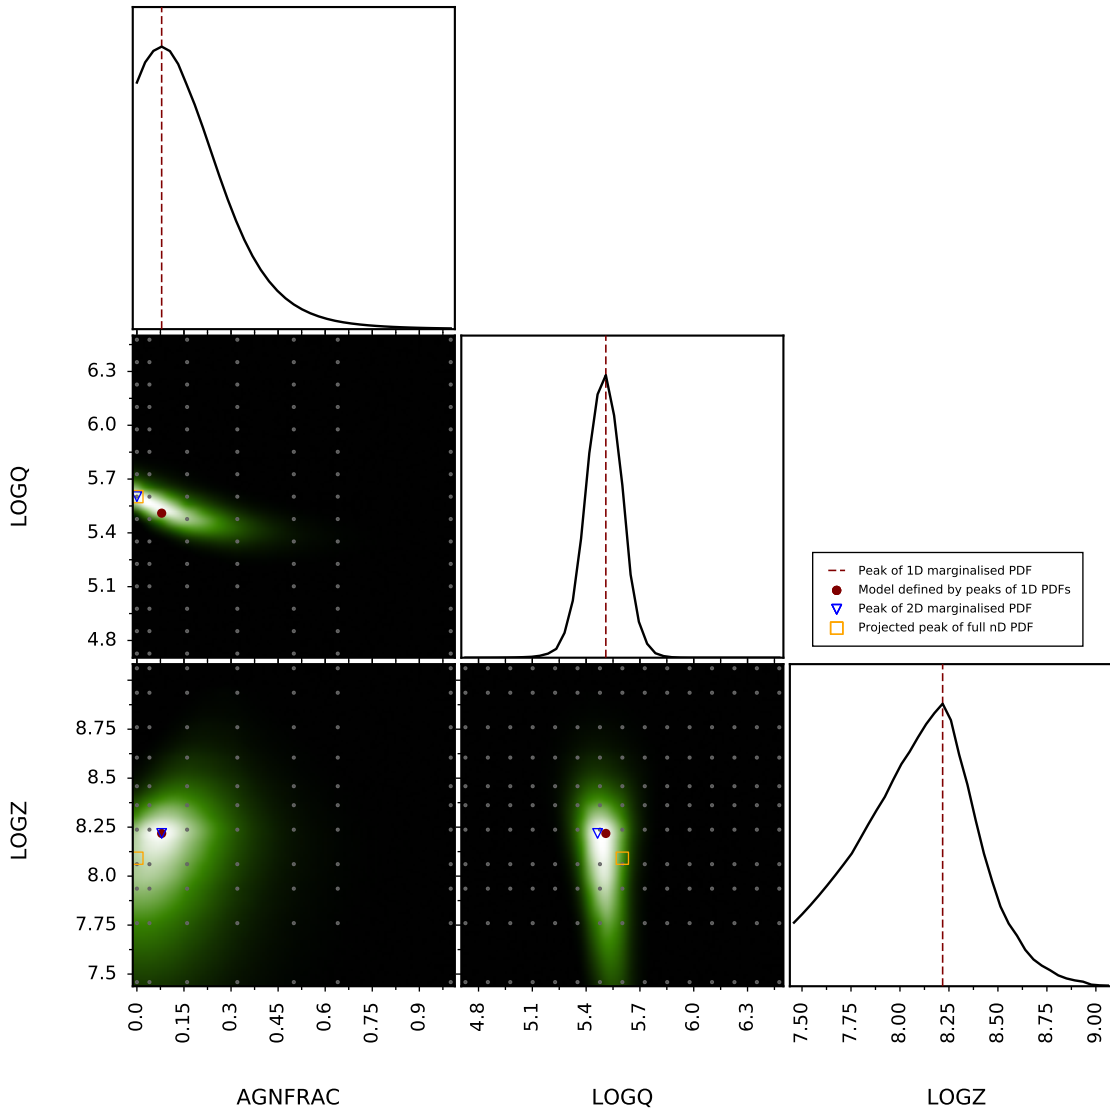 LOGQ
6.3
6.0
5.7
5.4
5.1
4.8
Peak of 1D marginalised PDF
Model defined by peaks of 1D PDFs
Peak of 2D marginalised PDF
Projected peak of full nD PDF
LOGZ
8.75
8.5
8.25
8.0
7.75
7.5
0.0 0.15 0.3 0.45 0.6 0.75 0.9
4.8 5.1 5.4 5.7 6.0 6.3
7.50 7.75 8.00 8.25 8.50 8.75 9.00
AGNFRAC LOGQ LOGZ